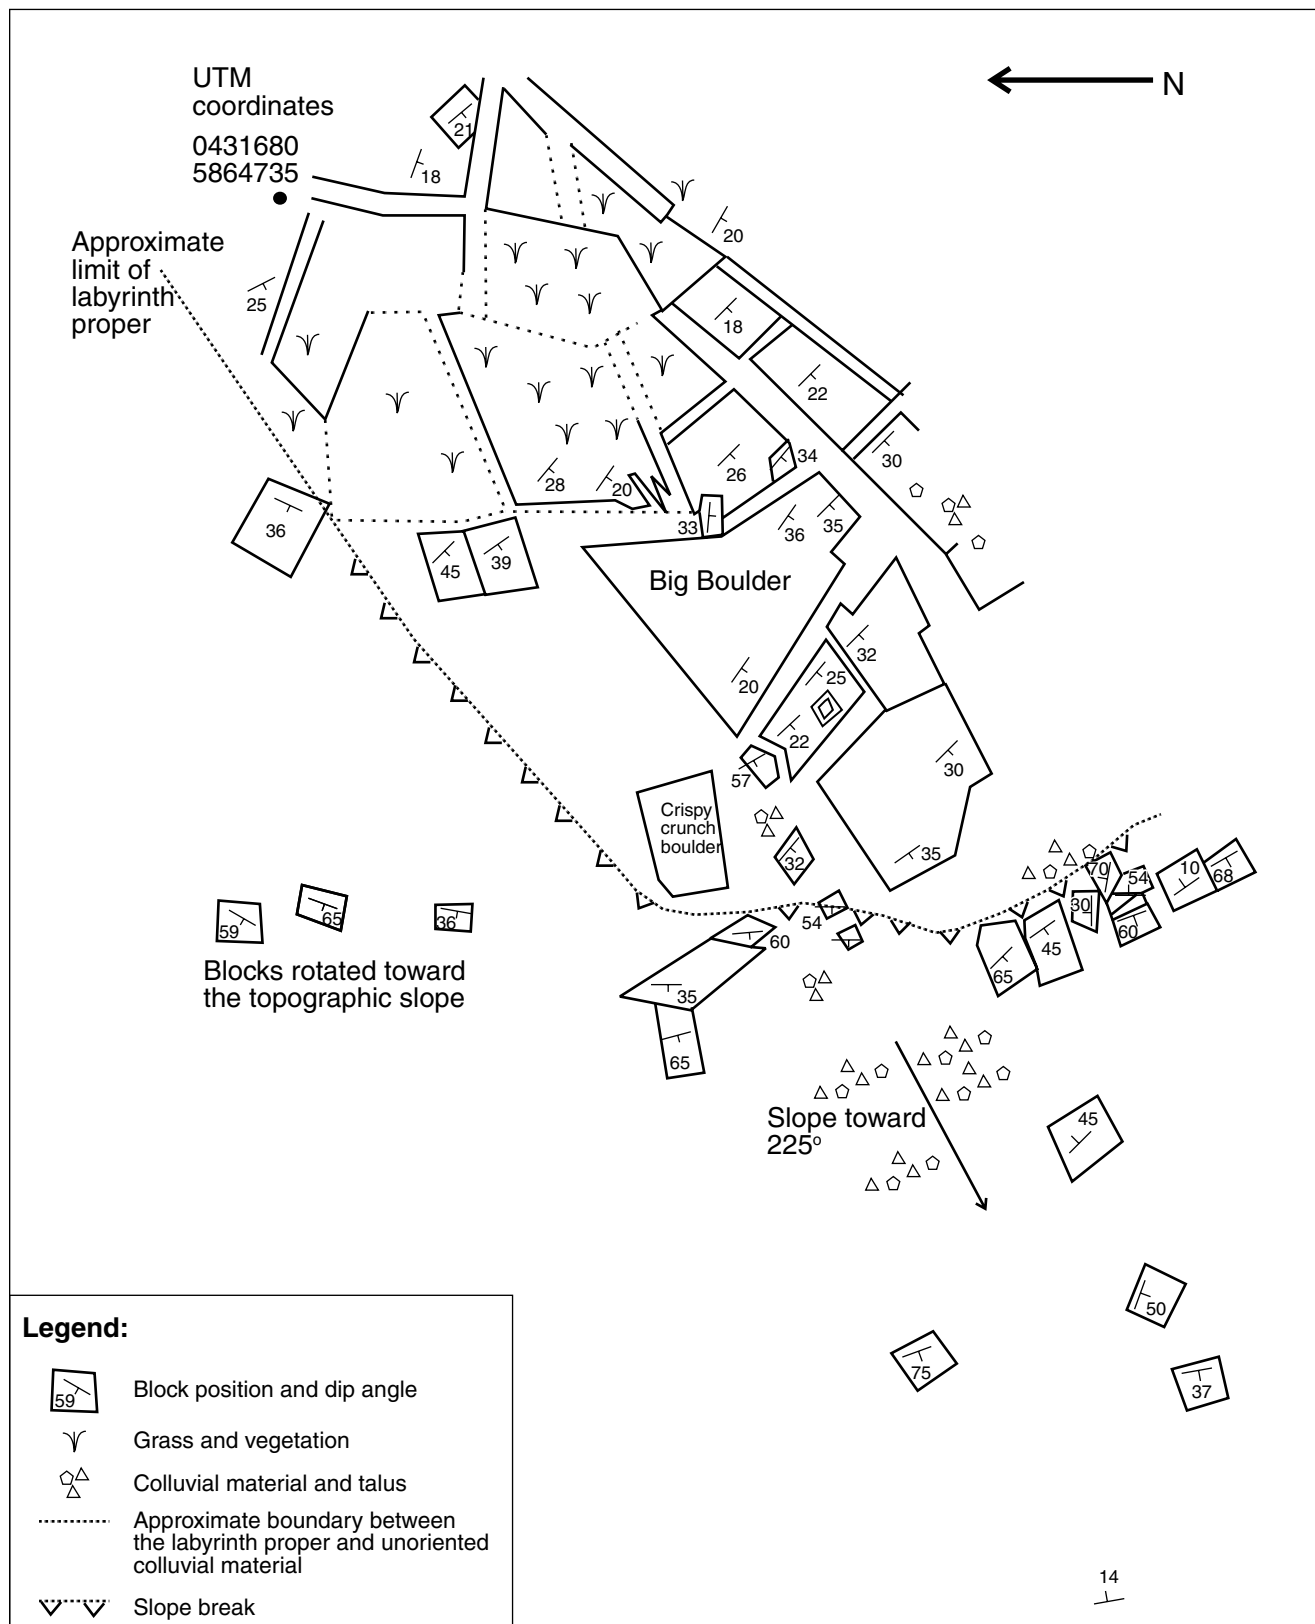 UTM
coordinates
0431680
5864735
N
21
18
Approximate
limit of
labyrinth
proper
25
20
18
22
30
34
26
28
20
33
36
35
36
45
39
Big Boulder
32
25
20
22
57
30
Crispy
crunch
boulder
32
35
70
54
10
68
30
60
59
65
36
54
60
45
65
Blocks rotated toward
the topographic slope
35
65
Slope toward
225º
45
50
75
37
14
Legend:
59 Block position and dip angle
Grass and vegetation
Colluvial material and talus
Approximate boundary between
the labyrinth proper and unoriented
colluvial material
Slope break